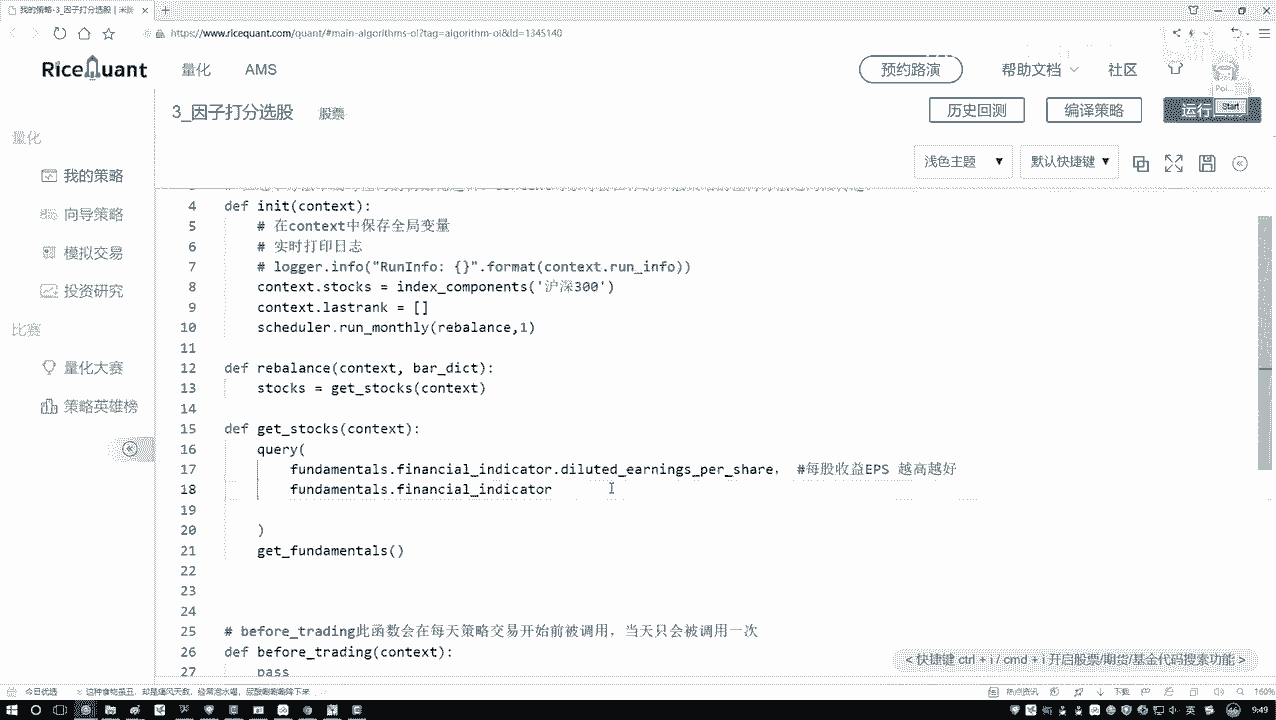 我的策略-3_因子打分选股 | 米筐
https://www.ricequant.com/quant/#main-algorithms-ol?tag=algorithm-ol&id=1345140
RiceQuant 量化 AMS 预约路演 帮助文档 社区
3_因子打分选股 股票 历史回测 编译策略 运行 Start
Poi...
量化
浅色主题 默认快捷键
我的策略
向导策略
模拟交易
投资研究
比赛
量化大赛
策略英雄榜
4 def init(context):
5 # 在context中保存全局变量
6 # 实时打印日志
7 # logger.info("RunInfo: {}".format(context.run_info))
8 context.stocks = index_components('沪深300')
9 context.lastrank = []
10 scheduler.run_monthly(rebalance,1)
11
12 def rebalance(context, bar_dict):
13 stocks = get_stocks(context)
14
15 def get_stocks(context):
16 query(
17 fundamentals.financial_indicator.diluted_earnings_per_share, #每股收益EPS 越高越好
18 fundamentals.financial_indicator
19
20 )
21 get_fundamentals()
22
23
24
25 # before_trading此函数会在每天策略交易开始前被调用，当天只会被调用一次
26 def before_trading(context):
27 pass
< 快捷键 ctrl + i / cmd + i 开启股票/期货/基金代码搜索功能 >
今日优选 热点资讯 下载 160%
英 9:49